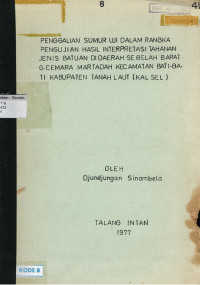 8
PENGGALIAN SUMUR UJI DALAM RANGKA
PENGUJIAN HASIL INTERPRETASI TAHANAN
JENIS BATUAN DI DAERAH SEBELAH BARAT
G. CEMARA MARTADAH KECAMATAN BATI-BA-
TI KABUPATEN TANAH LAUT (KAL SEL)
OLEH
Djundjungan Sinambela
TALANG INTAN
1977
KODE B